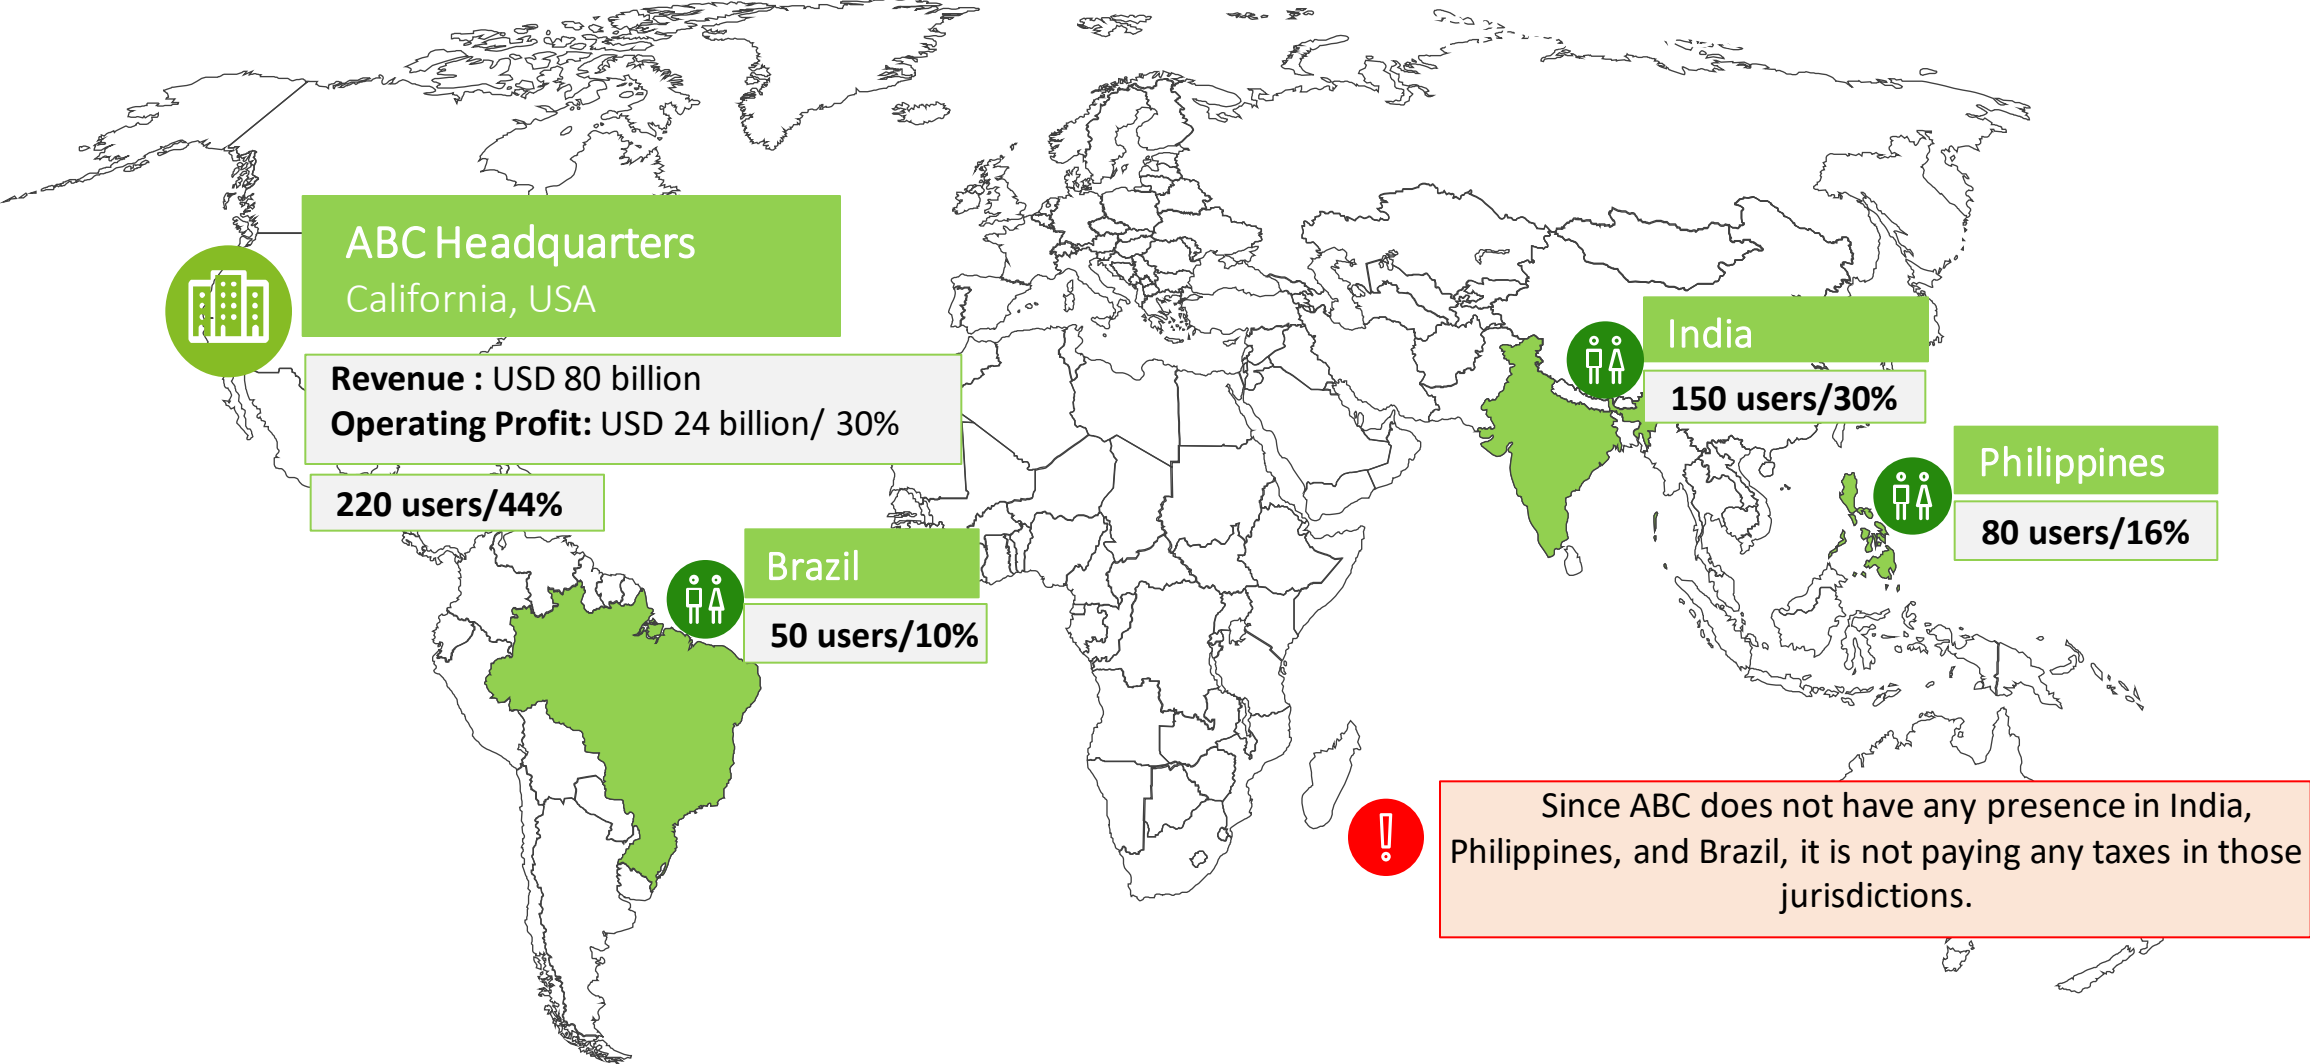 ABC Headquarters
California, USA
Revenue : USD 80 billion
Operating Profit: USD 24 billion/ 30%
220 users/44%
India
150 users/30%
Philippines
80 users/16%
Brazil
50 users/10%
Since ABC does not have any presence in India,
Philippines, and Brazil, it is not paying any taxes in those
jurisdictions.